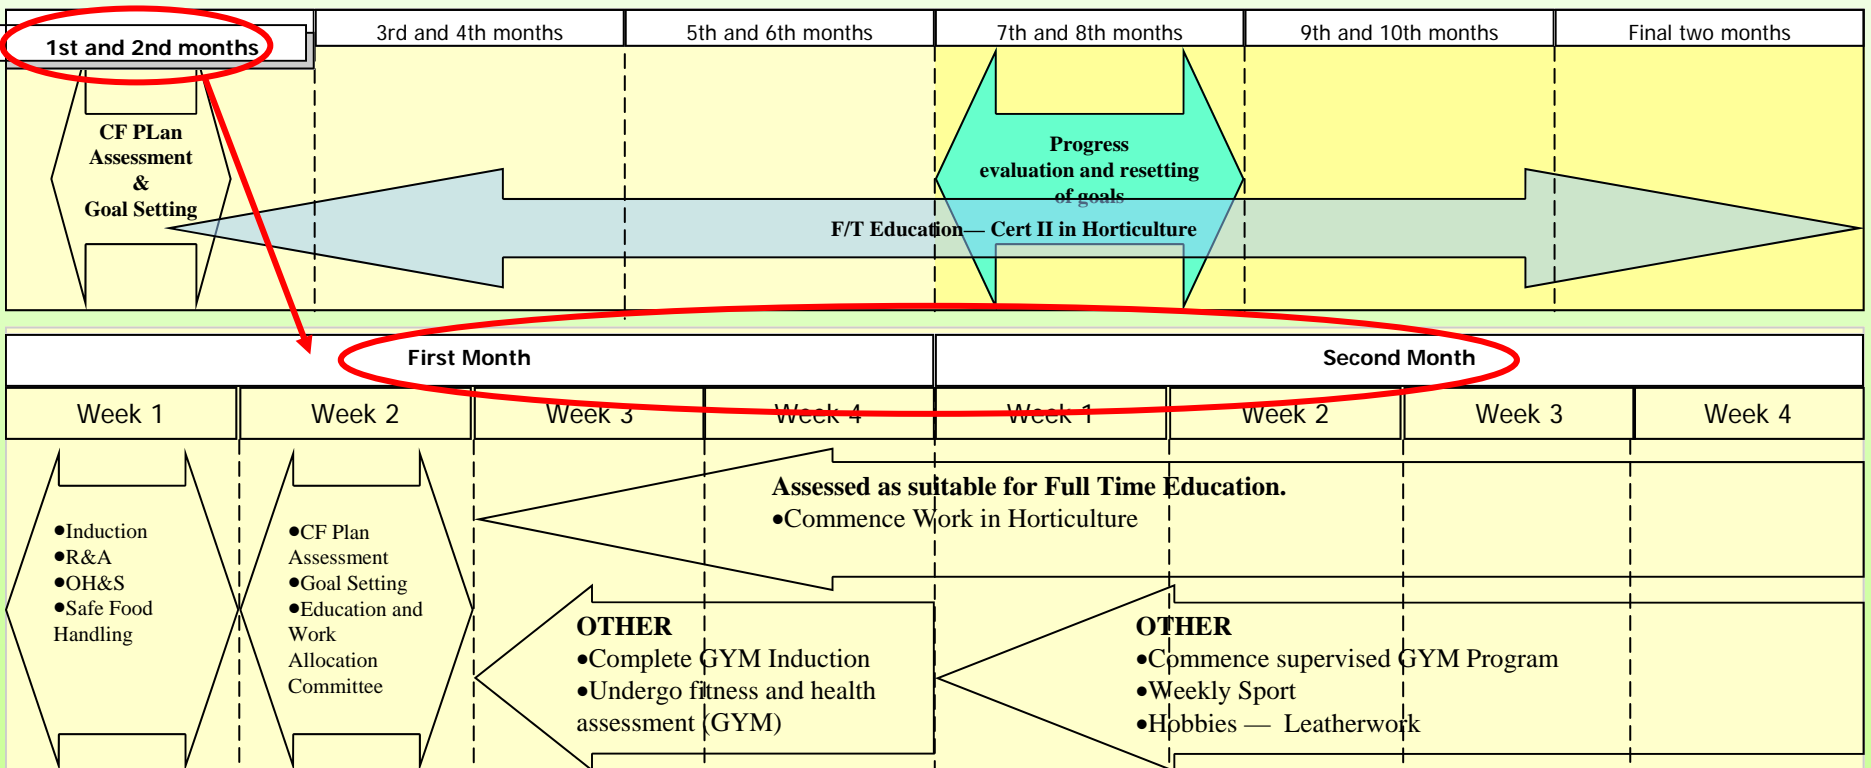 1st and 2nd months
3rd and 4th months
5th and 6th months
7th and 8th months
9th and 10th months
Final two months
CF PLan
Assessment
&
Goal Setting
Progress
evaluation and resetting
of goals
F/T Education— Cert II in Horticulture
First Month
Second Month
Week 1
Week 2
Week 3
Week 4
Week 1
Week 2
Week 3
Week 4
Assessed as suitable for Full Time Education.
•Commence Work in Horticulture
•Induction
•R&A
•OH&S
•Safe Food
Handling
•CF Plan
Assessment
•Goal Setting
•Education and
Work
Allocation
Committee
OTHER
•Complete GYM Induction
•Undergo fitness and health
assessment (GYM)
OTHER
•Commence supervised GYM Program
•Weekly Sport
•Hobbies — Leatherwork